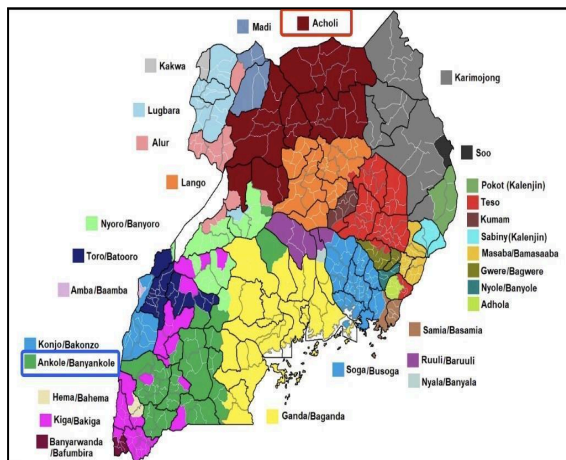 Madi
Acholi
Kakwa
Karimojong
Lugbara
Alur
Soo
Lango
Pokot (Kalenjin)
Teso
Kumam
Nyoro/Banyoro
Sabiny(Kalenjin)
Masaba/Bamasaaba
Toro/Batooro
Gwere/Bagwere
Nyole/Banyole
Amba/Baamba
Adhola
Samia/Basamia
Konjo/Bakonzo
Ruuli/Baruuli
Ankole/Banyankole
Soga/Busoga
Nyala/Banyala
Hema/Bahema
Kiga/Bakiga
Ganda/Baganda
Banyarwanda
/Bafumbira